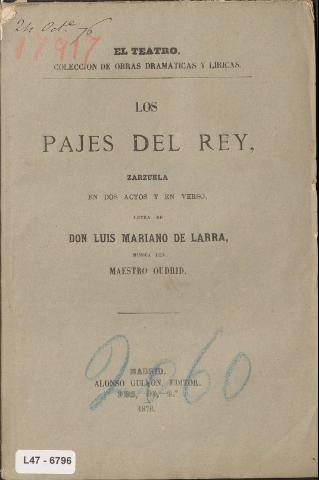 24 Oct.e 76
17917
EL TEATRO,
COLECCION DE OBRAS DRAMÁTICAS Y LÍRICAS.
LOS
PAJES DEL REY,
ZARZUELA
EN DOS ACTOS Y EN VERSO,
LETRA DE
DON LUIS MARIANO DE LARRA,
MÚSICA DEL
MAESTRO OUDRID.
2060
MADRID.
ALONSO GULLON, EDITOR.
1876.
L47 - 6796